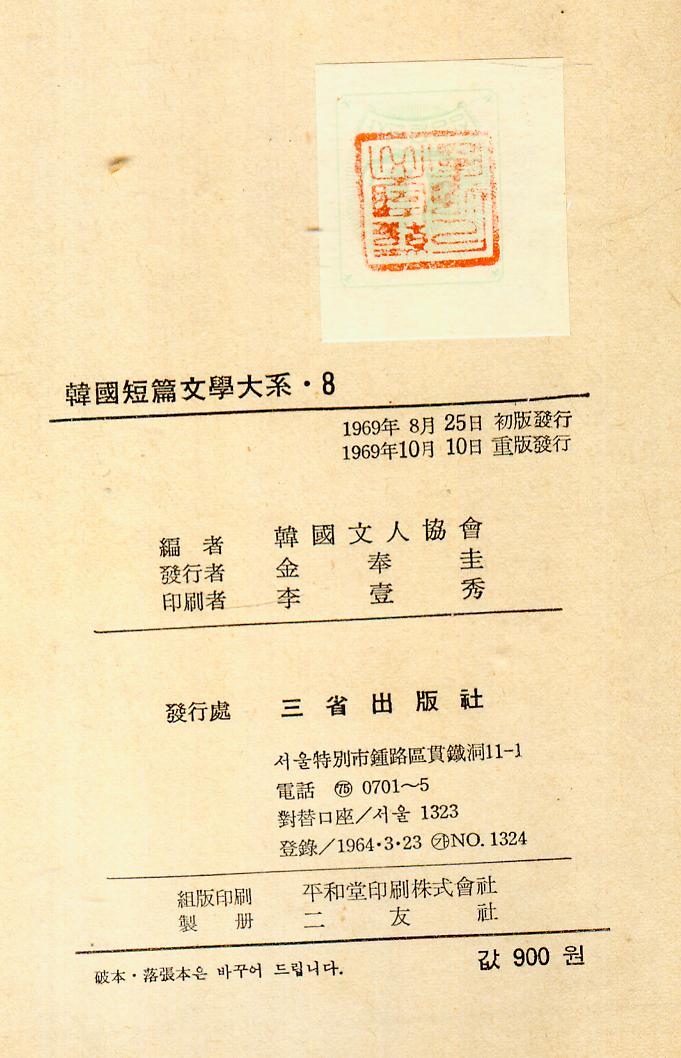 韓國短篇文學大系・8
1969年 8月 25日 初版發行
1969年10月 10日 重版發行
編者 韓國文人協會
發行者 金奉圭
印刷者 李壹秀
發行處 三省出版社
서울特別市鍾路區貫鐵洞11-1
電話 ㊆㊄ 0701~5
對替口座/서울 1323
登錄/1964・3・23 ㉮NO. 1324
組版印刷 平和堂印刷株式會社
製册 二友社
破本・落張本은 바꾸어 드립니다.
값 900 원